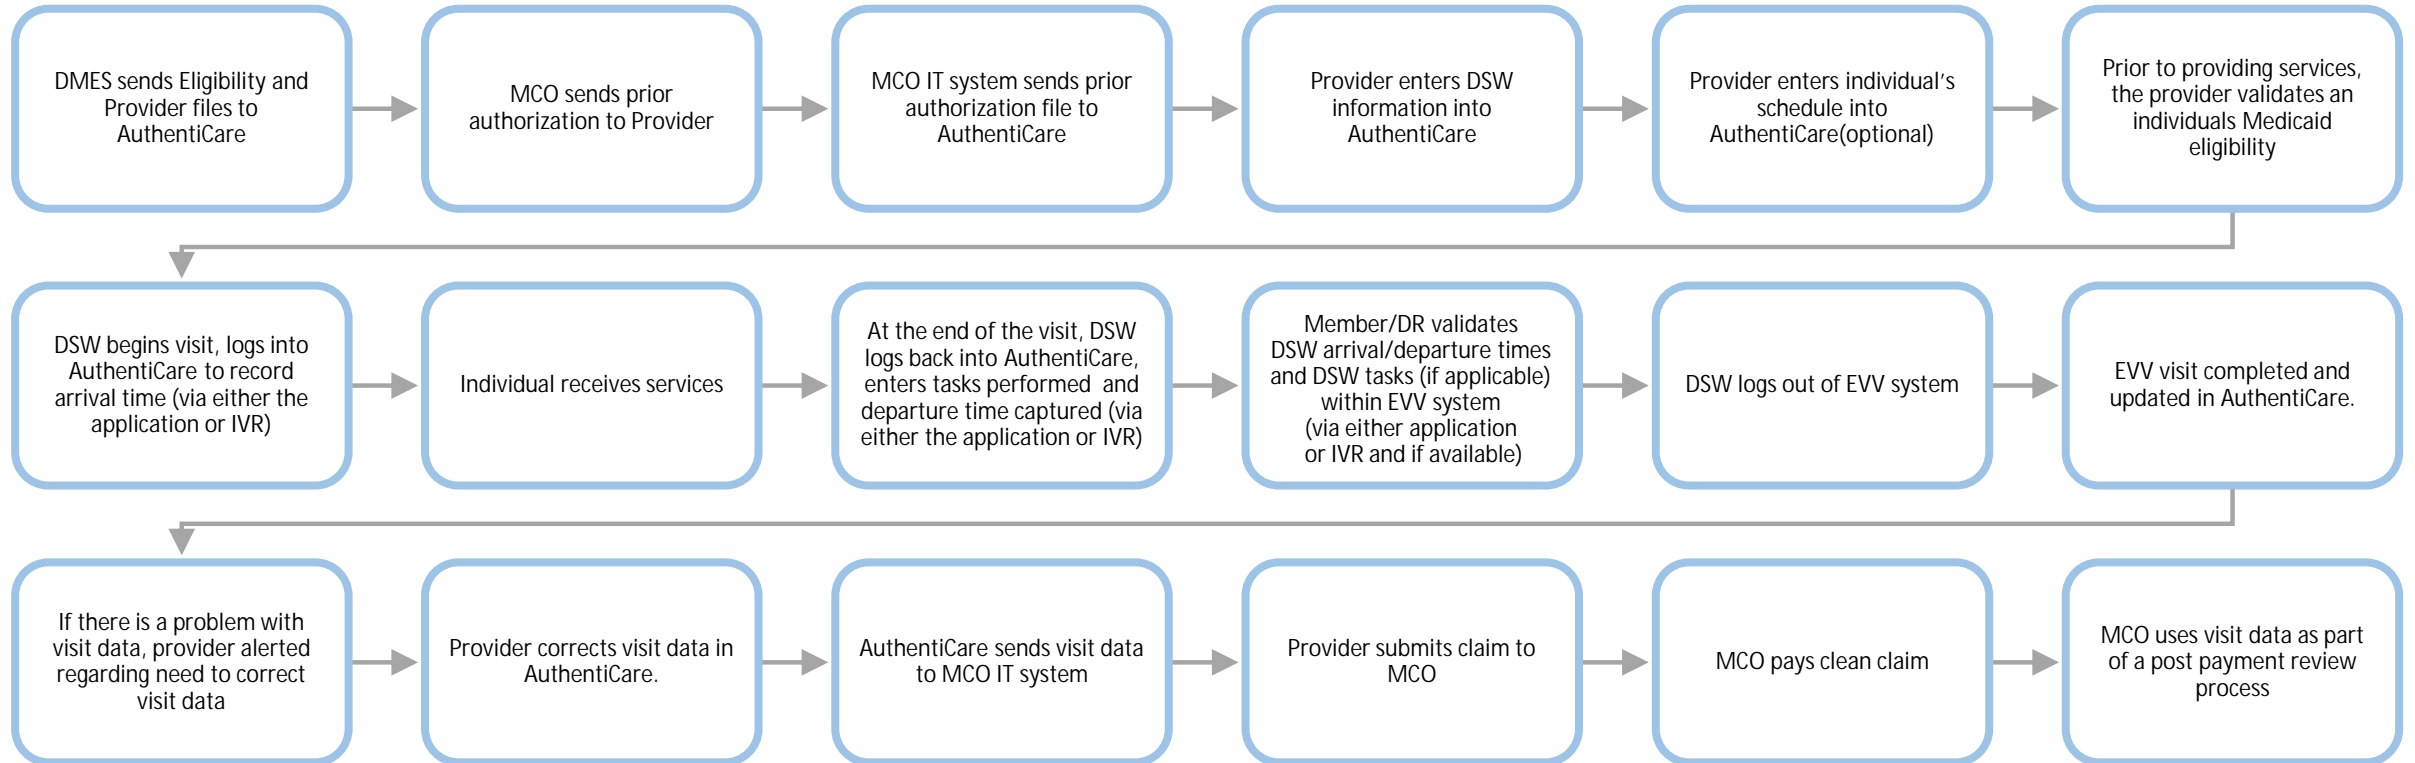 DMES sends Eligibility and
Provider files to
AuthentiCare
MCO sends prior
authorization to Provider
MCO IT system sends prior
authorization file to
AuthentiCare
Provider enters DSW
information into
AuthentiCare
Provider enters individual's
schedule into
AuthentiCare(optional)
Prior to providing services,
the provider validates an
individuals Medicaid
eligibility
DSW begins visit, logs into
AuthentiCare to record
arrival time (via either the
application or IVR)
Individual receives services
At the end of the visit, DSW
logs back into AuthentiCare,
enters tasks performed and
departure time captured (via
either the application or IVR)
Member/DR validates
DSW arrival/departure times
and DSW tasks (if applicable)
within EVV system
(via either application
or IVR and if available)
DSW logs out of EVV system
EVV visit completed and
updated in AuthentiCare.
If there is a problem with
visit data, provider alerted
regarding need to correct
visit data
Provider corrects visit data in
AuthentiCare.
AuthentiCare sends visit data
to MCO IT system
Provider submits claim to
MCO
MCO pays clean claim
MCO uses visit data as part
of a post payment review
process